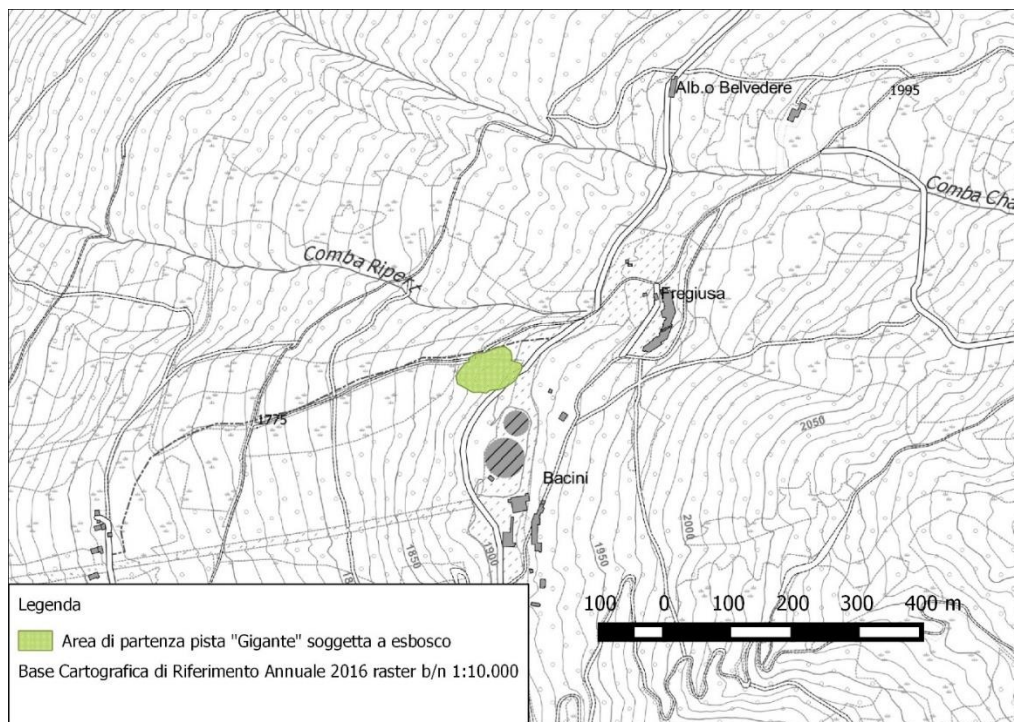 Alb.o Belvedere
1995
Comba Cha
Comba Ripery
Fregiusa
1775
2050
Bacini
2000
1950
1900
1850
18
100 0 100 200 300 400 m
Legenda
Area di partenza pista "Gigante" soggetta a esbosco
Base Cartografica di Riferimento Annuale 2016 raster b/n 1:10.000